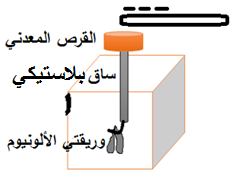 القرص المعدني
ساق بلاستيكي
وريقتي الألونيوم